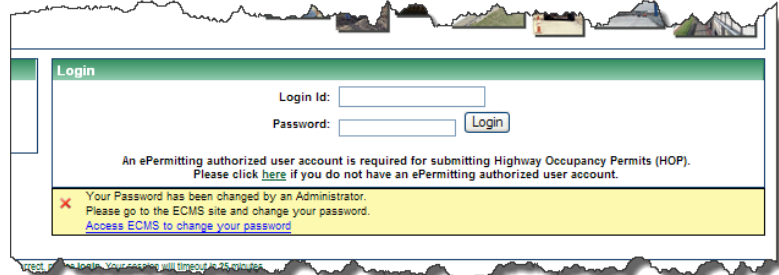 Login
Login Id:
Password: Login
An ePermitting authorized user account is required for submitting Highway Occupancy Permits (HOP).
Please click here if you do not have an ePermitting authorized user account.
Your Password has been changed by an Administrator.
Please go to the ECMS site and change your password.
Access ECMS to change your password
login. Your session will timeout in 25 minutes